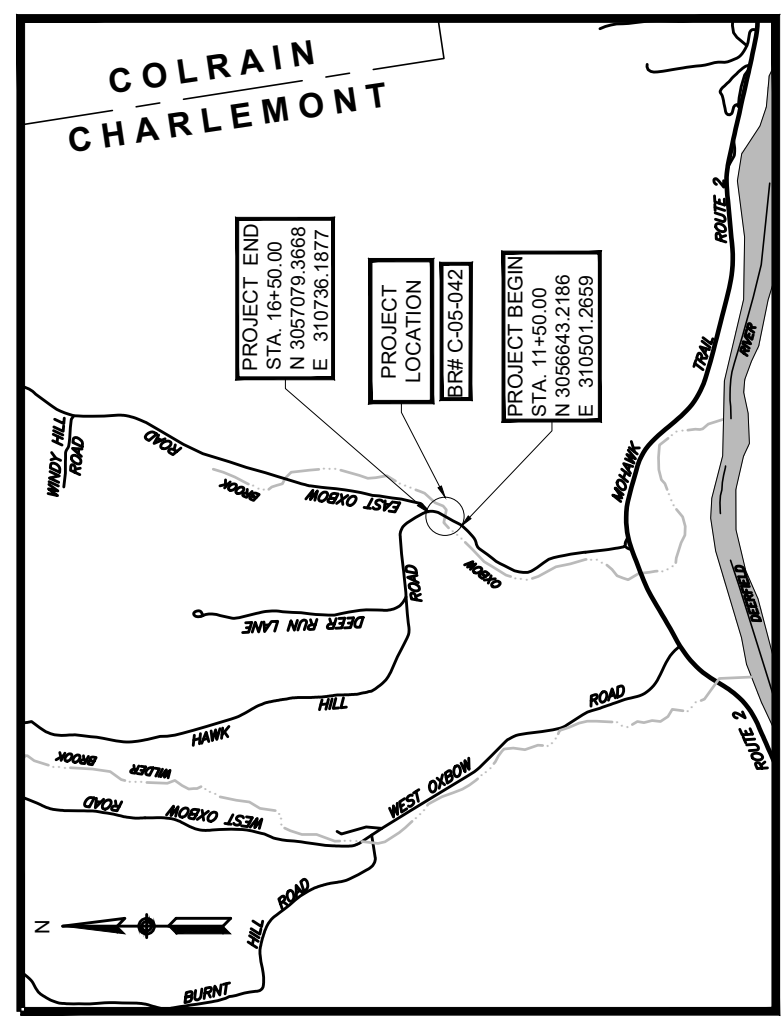 COLRAIN
CHARLEMONT
PROJECT END
STA. 16+50.00
N 3057079.3668
E 310736.1877
PROJECT
LOCATION
BR# C-05-042
PROJECT BEGIN
STA. 11+50.00
N 3056643.2186
E 310501.2659
WINDY HILL
ROAD
ROAD
BROOK
EAST OXBOW
OXBOW
ROAD
DEER RUN LANE
HILL
HAWK
WILDER BROOK
WEST OXBOW ROAD
WEST OXBOW
ROAD
N
BURNT
HILL
ROAD
MOHAWK
TRAIL
ROUTE 2
RIVER
DEERFIELD
ROUTE 2